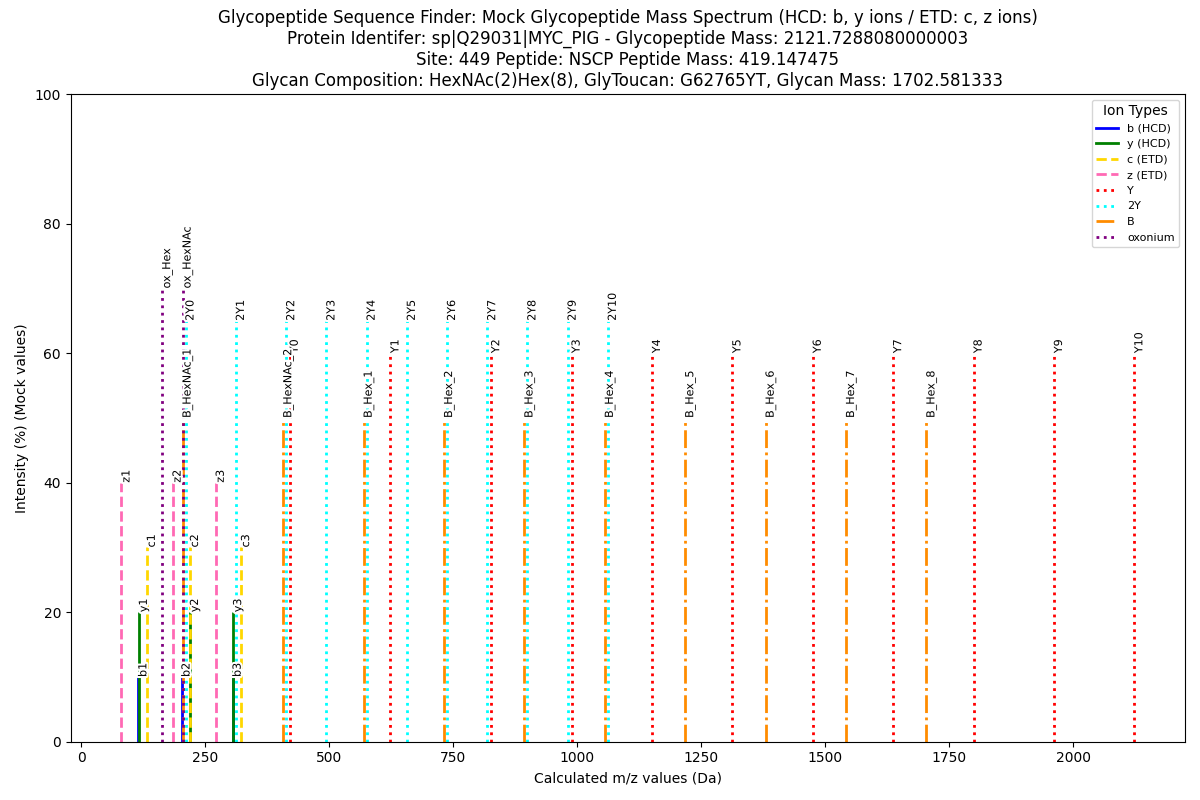 Glycopeptide Sequence Finder: Mock Glycopeptide Mass Spectrum (HCD: b, y ions / ETD: c, z ions)
Protein Identifer: sp|Q29031|MYC_PIG - Glycopeptide Mass: 2121.7288080000003
Site: 449 Peptide: NSCP Peptide Mass: 419.147475
Glycan Composition: HexNAc(2)Hex(8), GlyToucan: G62765YT, Glycan Mass: 1702.581333
Intensity (%) (Mock values)
100
80
60
40
20
0
Ion Types
b (HCD)
y (HCD)
c (ETD)
z (ETD)
Y
2Y
B
oxonium
ox_Hex
ox_HexNAc
2Y0
2Y1
2Y2
2Y3
2Y4
2Y5
2Y6
2Y7
2Y8
2Y9
2Y10
Y1
Y2
Y3
Y4
Y5
Y6
Y7
Y8
Y9
Y10
B_HexNAc_1
B_HexNAc_2
B_Hex_1
B_Hex_2
B_Hex_3
B_Hex_4
B_Hex_5
B_Hex_6
B_Hex_7
B_Hex_8
z1
z2
z3
c1
c2
c3
y1
y2
y3
b1
b2
b3
0
250
500
750
1000
1250
1500
1750
2000
Calculated m/z values (Da)